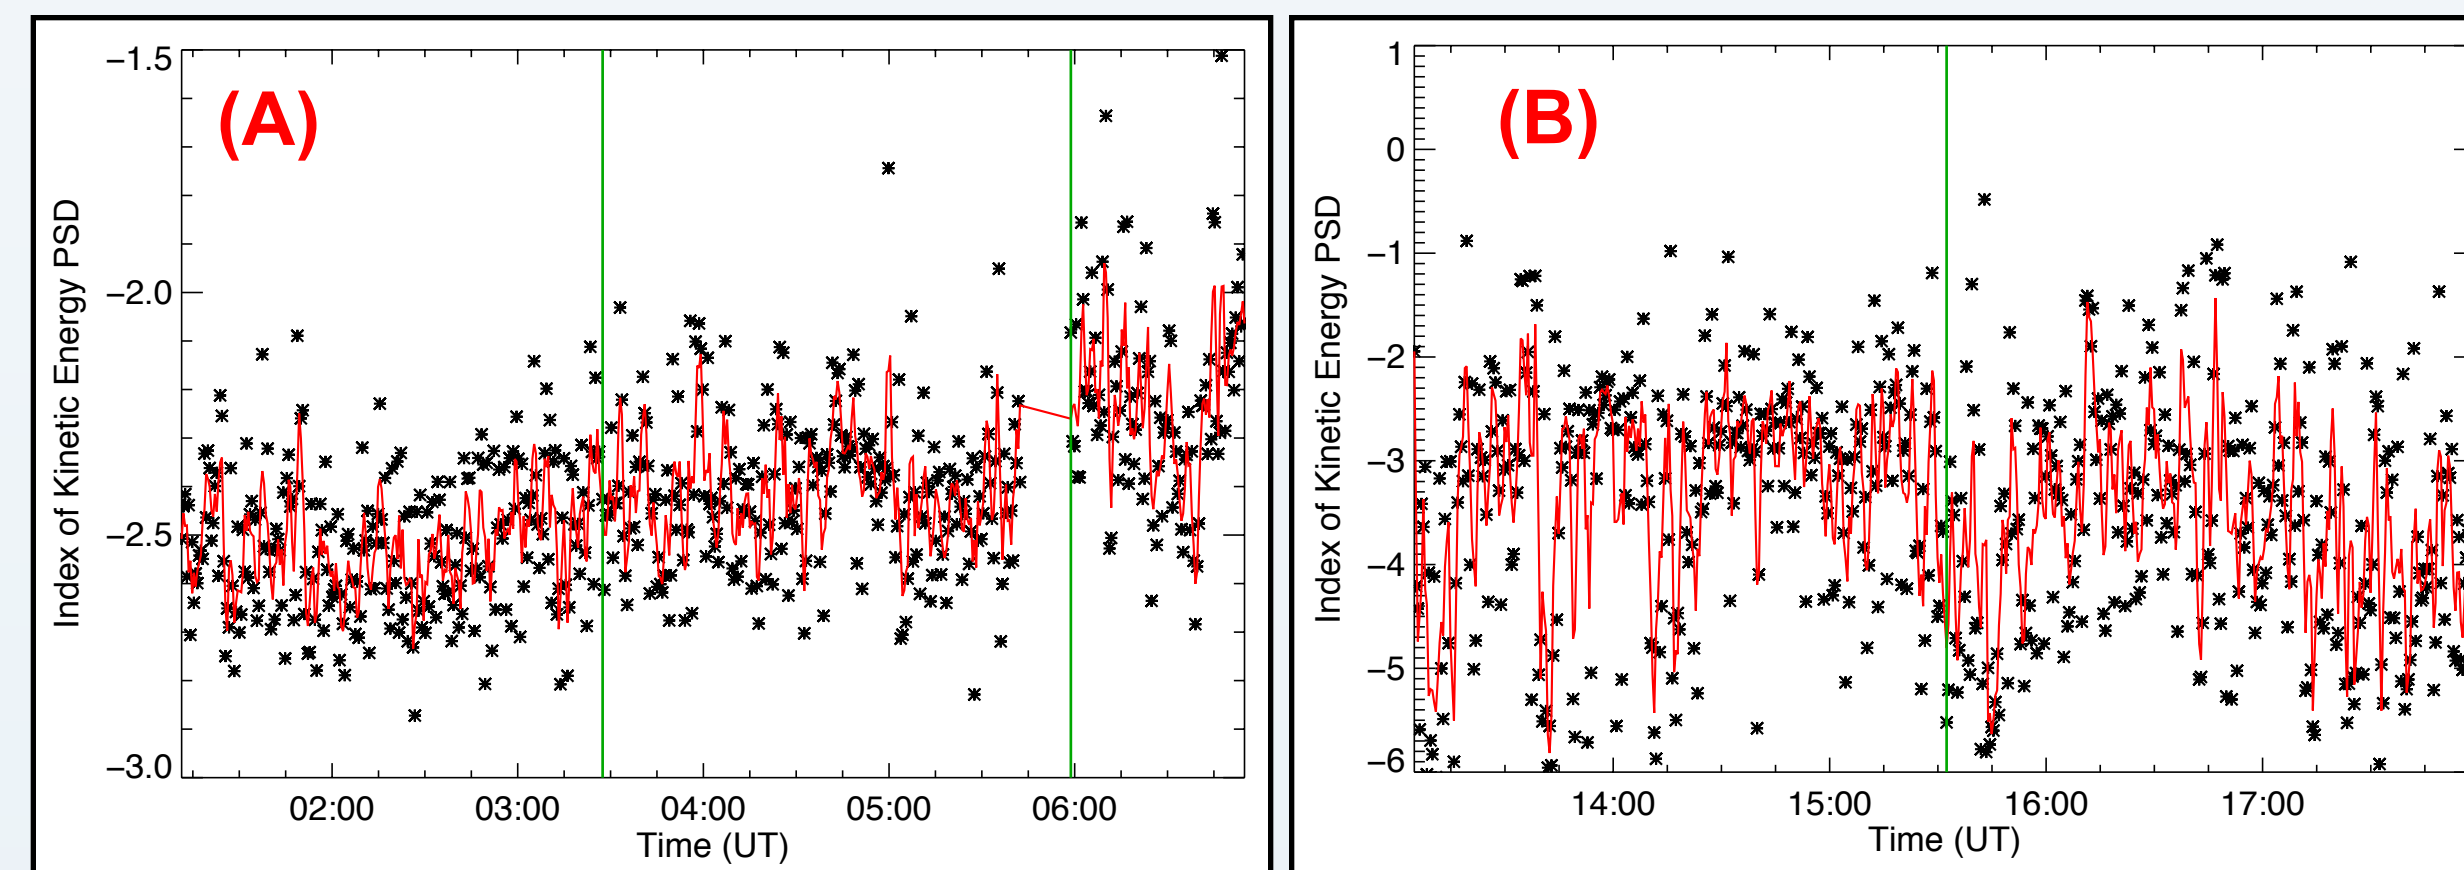 (A)
Index of Kinetic Energy PSD
−1.5
−2.0
−2.5
−3.0
02:00 03:00 04:00 05:00 06:00
Time (UT)
(B)
Index of Kinetic Energy PSD
1
0
−1
−2
−3
−4
−5
−6
14:00 15:00 16:00 17:00
Time (UT)